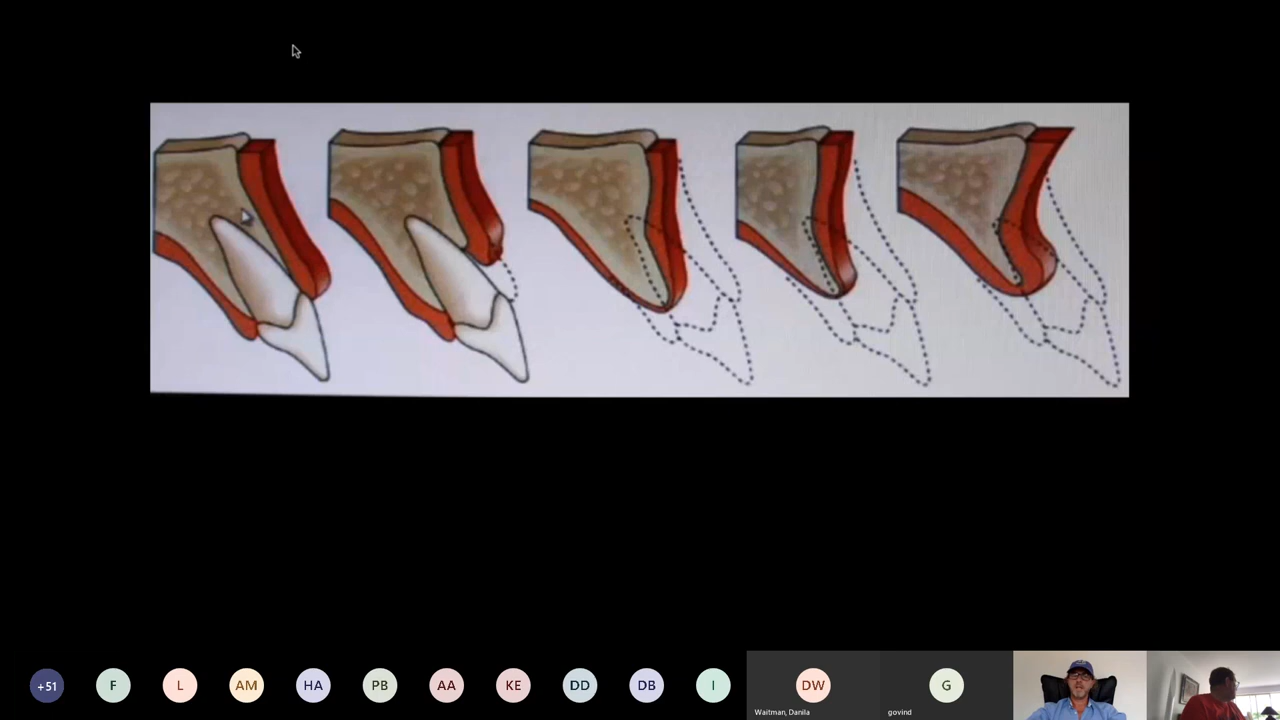 +51
F
L
AM
HA
PB
AA
KE
DD
DB
I
DW
G
Waitman, Danila
govind